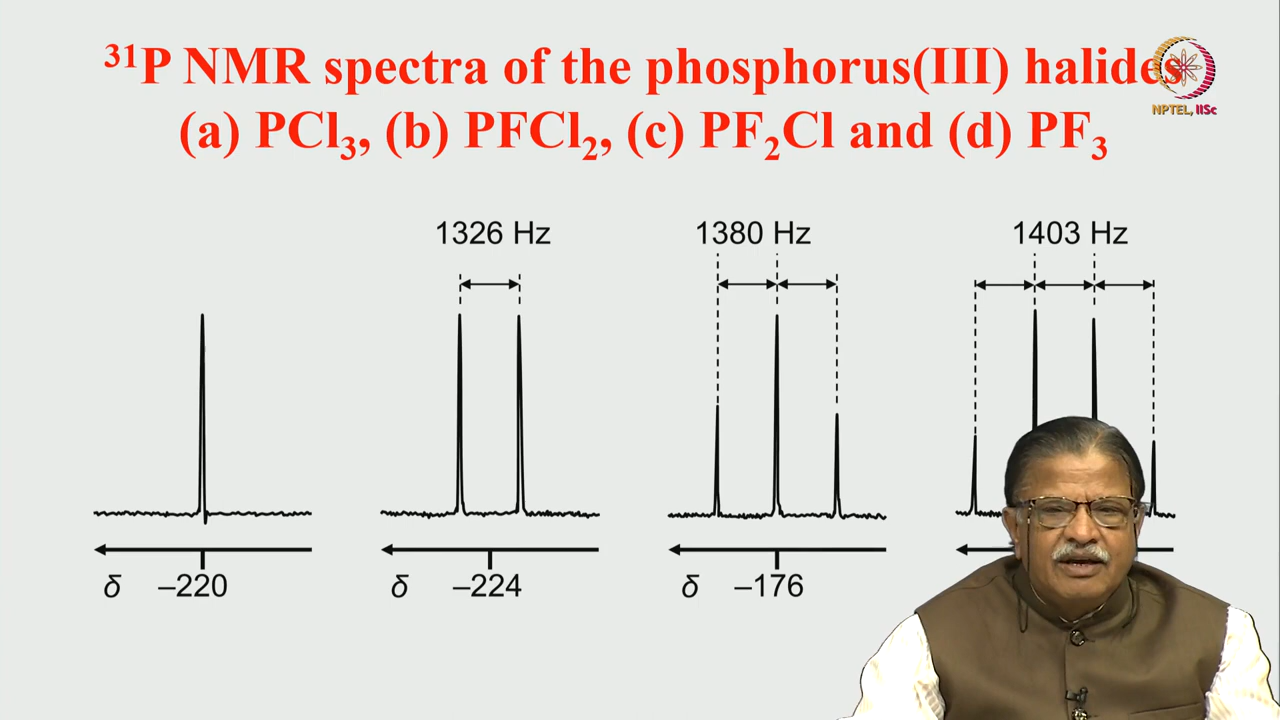 ³¹P NMR spectra of the phosphorus(III) halides
(a) PCl₃, (b) PFCl₂, (c) PF₂Cl and (d) PF₃
NPTEL, IISc
1326 Hz
1380 Hz
1403 Hz
δ –220
δ –224
δ –176